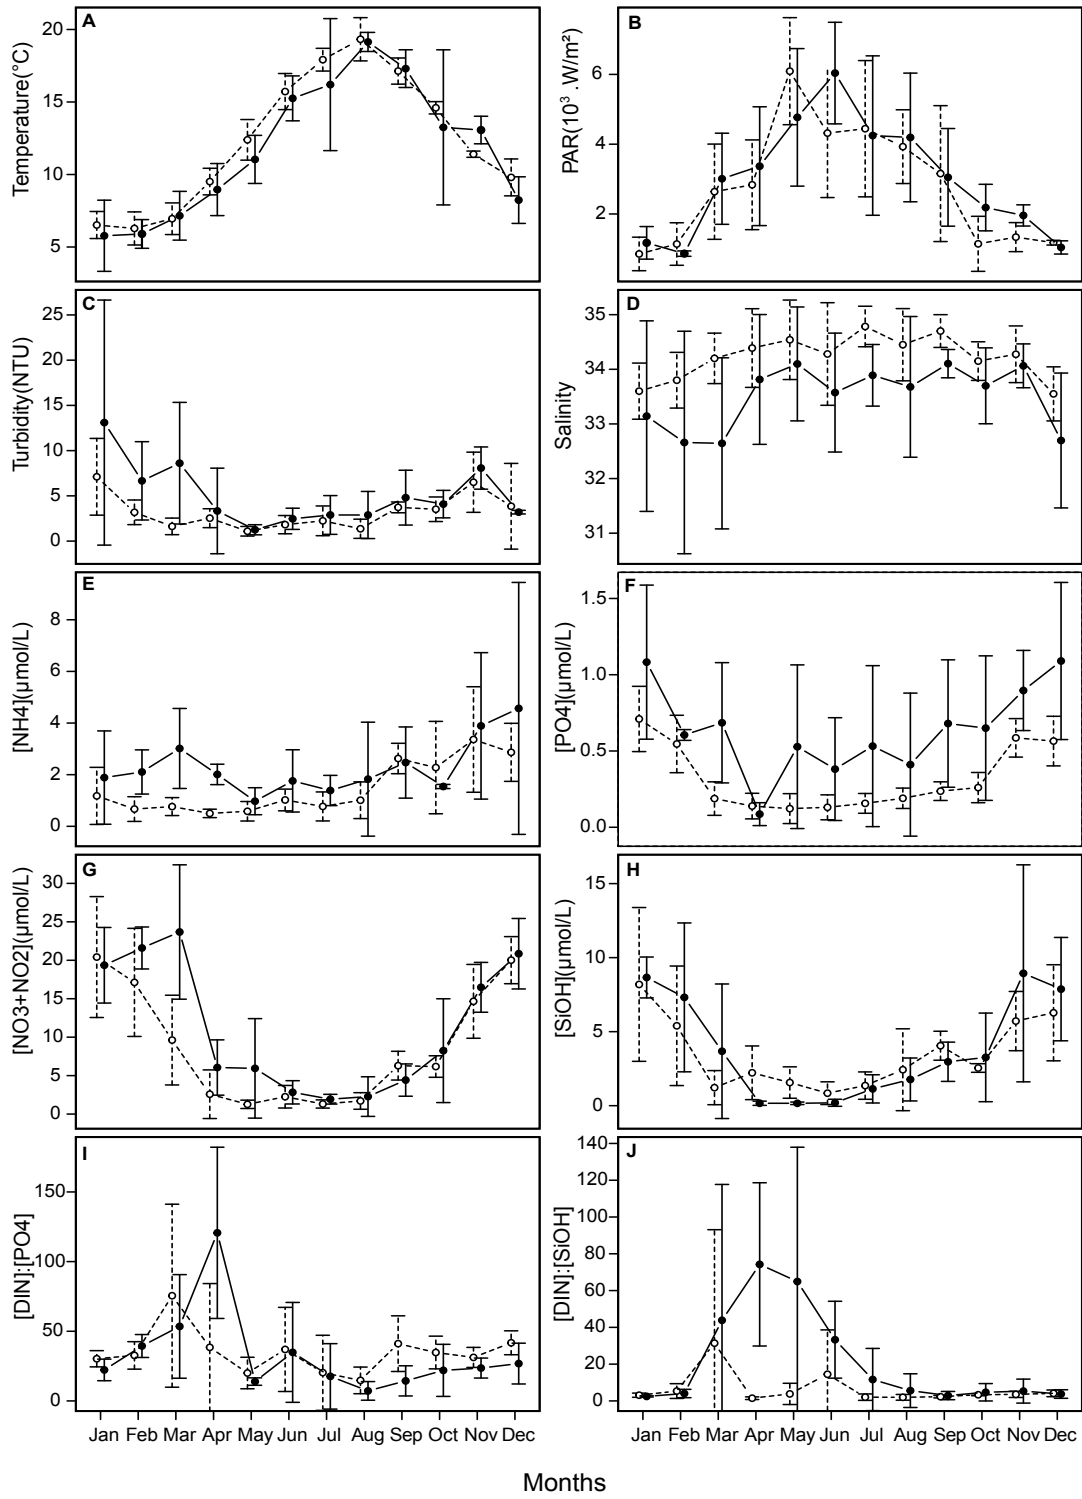 A
Temperature(°C)
20
15
10
5
B
PAR(10³ .W/m²)
6
4
2
C
Turbidity(NTU)
25
20
15
10
5
0
D
Salinity
35
34
33
32
31
E
[NH4](µmol/L)
8
6
4
2
0
F
[PO4](µmol/L)
1.5
1.0
0.5
0.0
G
[NO3+NO2](µmol/L)
30
25
20
15
10
5
0
H
[SiOH](µmol/L)
15
10
5
0
I
[DIN]:[PO4]
150
100
50
0
Jan Feb Mar Apr May Jun Jul Aug Sep Oct Nov Dec
J
[DIN]:[SiOH]
140
120
100
80
60
40
20
0
Jan Feb Mar Apr May Jun Jul Aug Sep Oct Nov Dec
Months